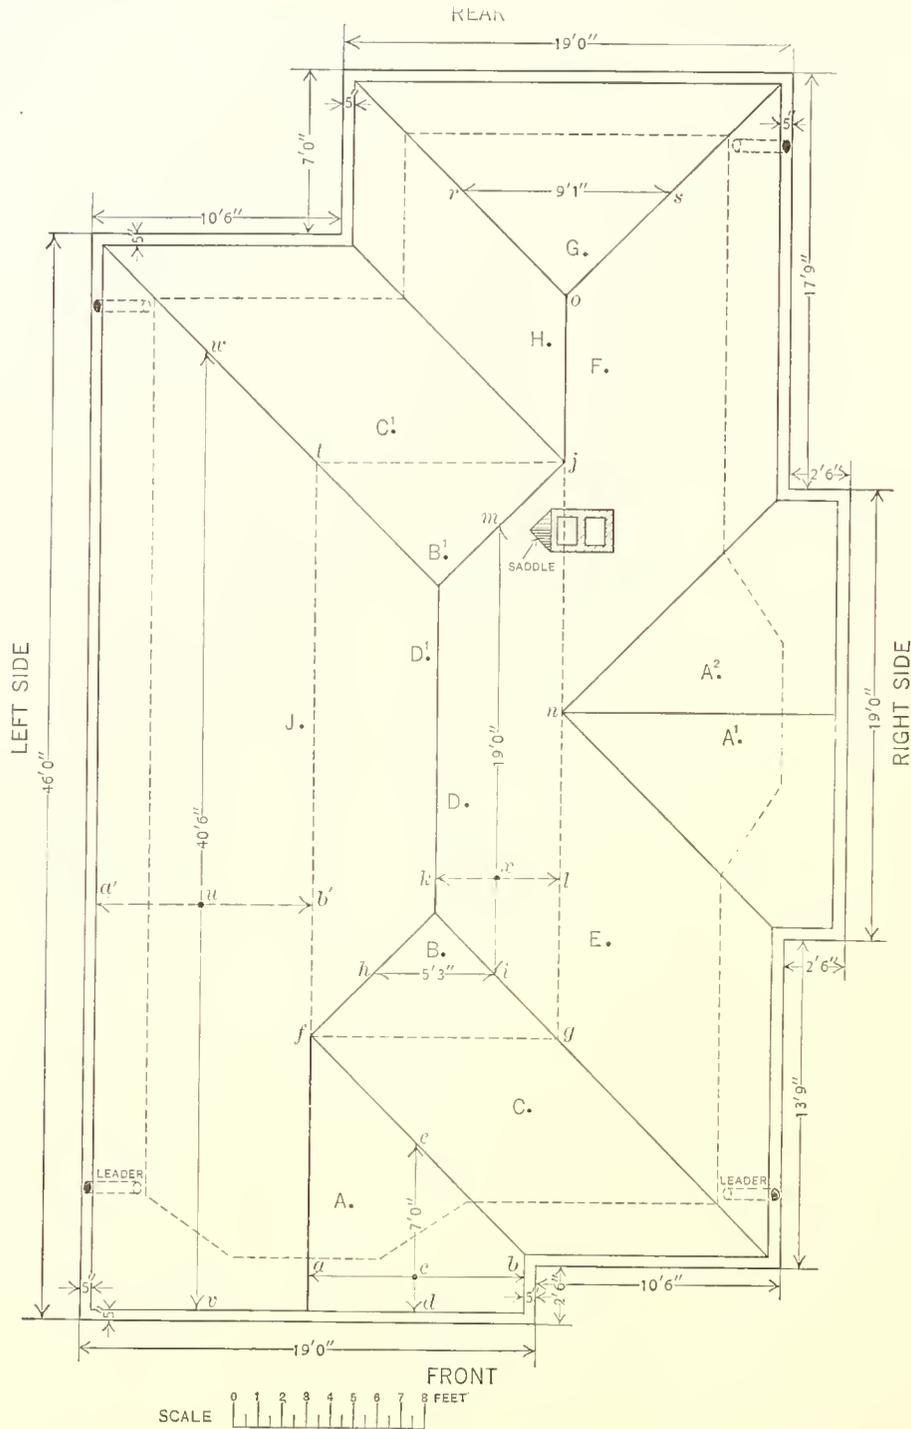 REAR
19'0"
5"
5"
7'0"
r 9'1" s
10'6"
5"
G.
o
17'9"
H.
F.
w
C¹.
t j
2'6"
m
B¹.
SADDLE
D¹.
LEFT SIDE
RIGHT SIDE
A².
n
J.
A¹.
19'0"
19'0"
46'0"
D.
40'6"
k x l
a' u b'
E.
B.
h 5'3" i
2'6"
f g
13'9"
C.
e
LEADER
LEADER
A.
7'0"
a c b
5" v d 5" 2'6" 10'6"
5"
19'0"
FRONT
0 1 2 3 4 5 6 7 8 FEET
SCALE